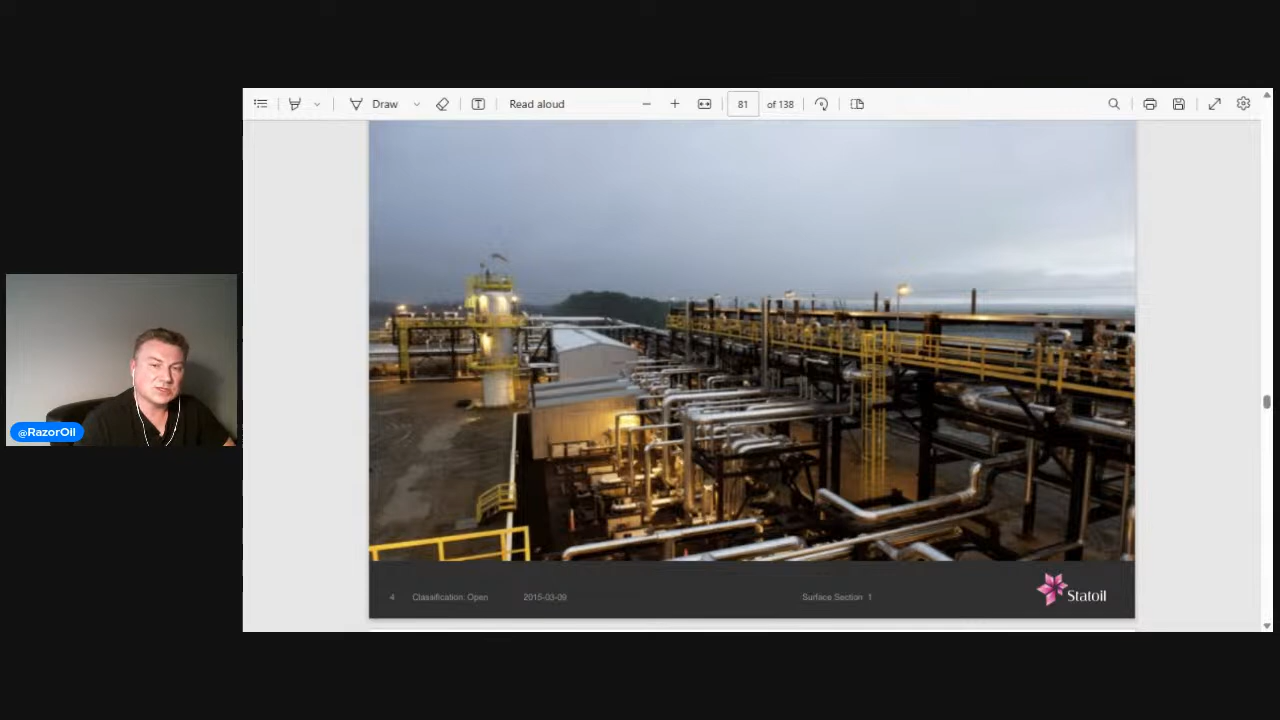 Draw
Read aloud
81 of 138
@RazorOil
4 Classification: Open 2015-03-09 Surface Section 1
Statoil